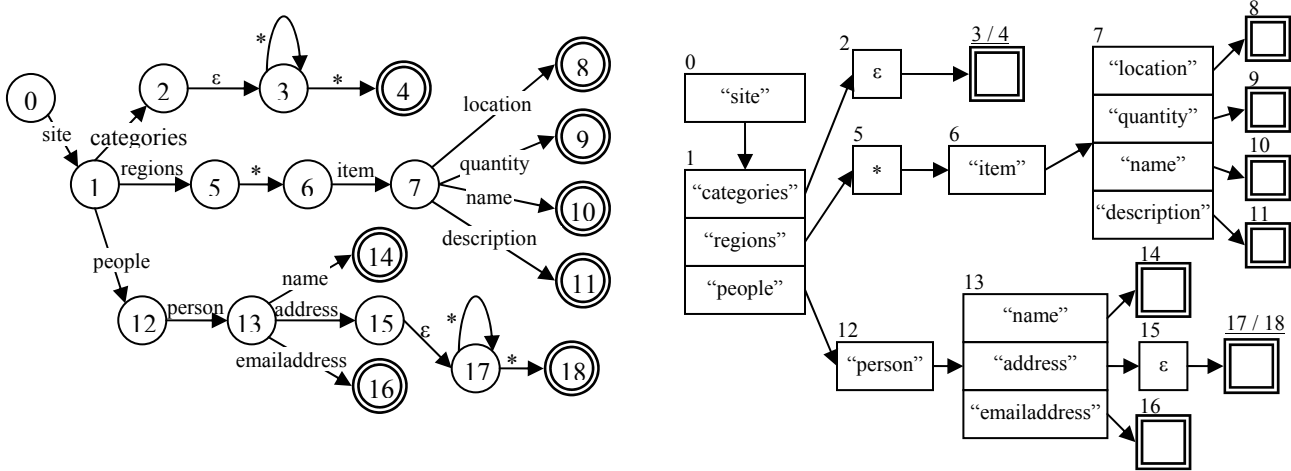 0
site
1
categories
2
ε
3
*
*
4
regions
5
*
6
item
7
location
8
quantity
9
name
10
description
11
people
12
person
13
name
14
address
15
ε
17
*
*
18
emailaddress
16
0
“site”
1
“categories”
“regions”
“people”
2
ε
3 / 4
5
*
6
“item”
7
“location”
“quantity”
“name”
“description”
8
9
10
11
12
“person”
13
“name”
“address”
“emailaddress”
14
15
ε
17 / 18
16